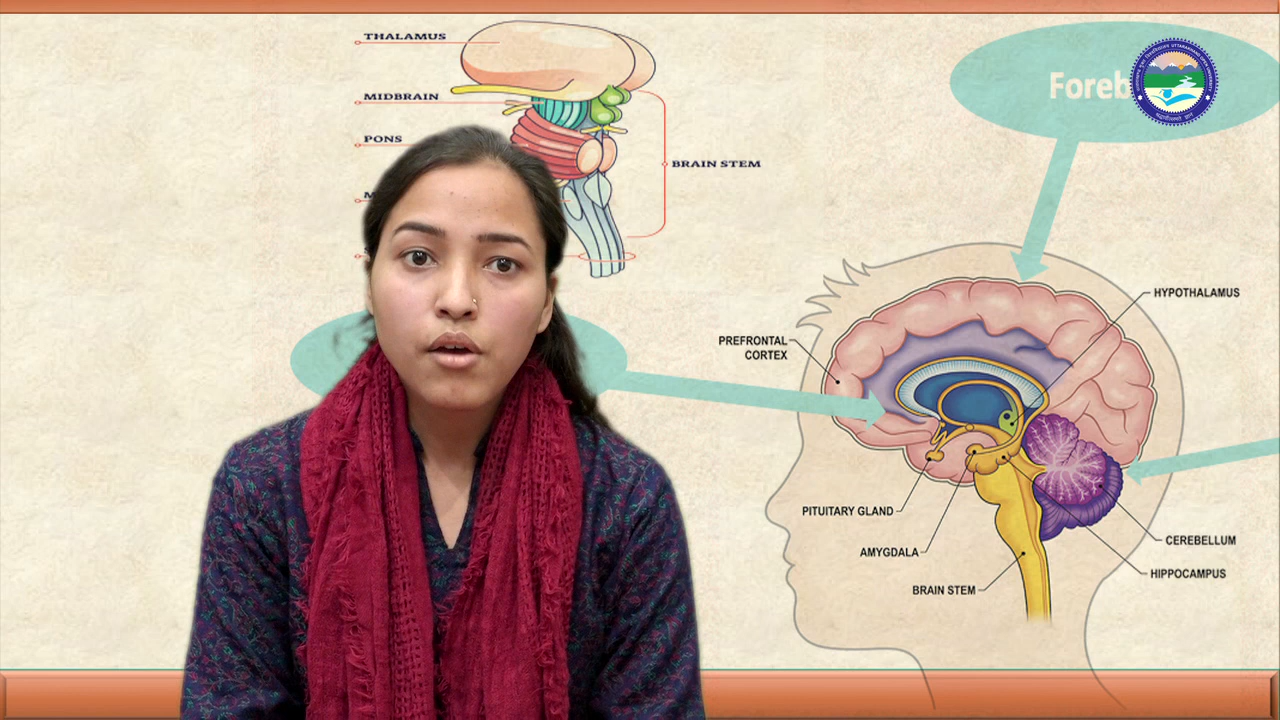 THALAMUS
MIDBRAIN
PONS
BRAIN STEM
Foreb
HYPOTHALAMUS
PREFRONTAL
CORTEX
PITUITARY GLAND
AMYGDALA
BRAIN STEM
CEREBELLUM
HIPPOCAMPUS